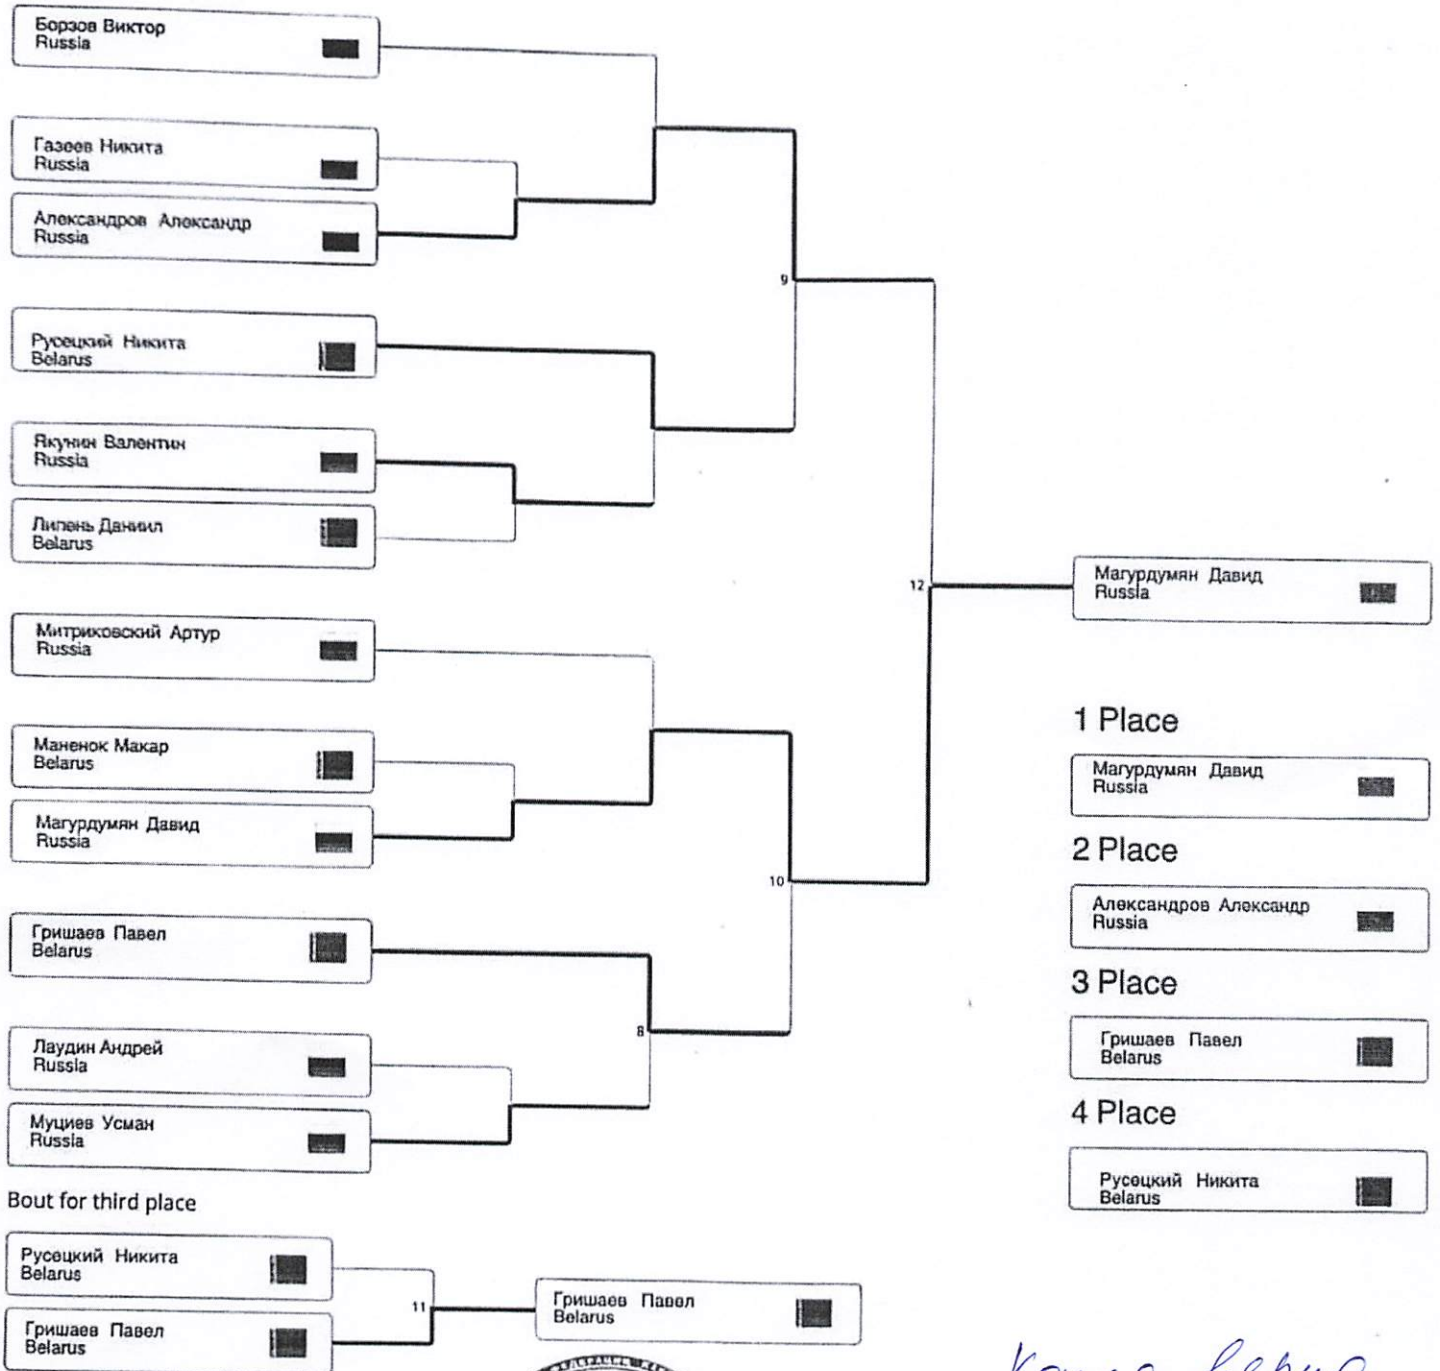 Борзов Виктор
Russia
Газеев Никита
Russia
Александров Александр
Russia
Русецкий Никита
Belarus
Якунин Валентин
Russia
Липень Даниил
Belarus
Митриковский Артур
Russia
Маненок Макар
Belarus
Магурдумян Давид
Russia
Гришаев Павел
Belarus
Лаудин Андрей
Russia
Муциев Усман
Russia
9
10
8
12
Магурдумян Давид
Russia
1 Place
Магурдумян Давид
Russia
2 Place
Александров Александр
Russia
3 Place
Гришаев Павел
Belarus
4 Place
Русецкий Никита
Belarus
Bout for third place
Русецкий Никита
Belarus
Гришаев Павел
Belarus
11
Гришаев Павел
Belarus